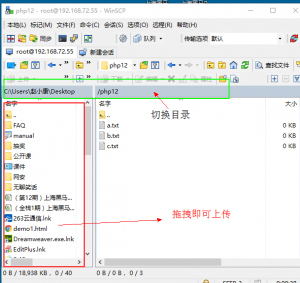 php12 - root@192.168.72.55 - WinSCP
本地(L) 标记(M) 文件(F) 命令(C) 会话(S) 选项(O) 远程(R) 帮助(H)
同步 队列 传输选项 默认
root@192.168.72.55 新建会话
php12 查找文件
C:\Users\赵小康\Desktop /php12
名字 名字 大小
.. ..
FAQ a.txt 0 KB
manual b.txt 0 KB
抽奖 c.txt 0 KB
公开课
课件
同安
无聊笑话
(第12期)上海黑马...
(全栈1期)上海黑马...
263云通信.lnk
demo1.html
Dreamweaver.exe.lnk
EditPlus.lnk
切换目录
拖拽即可上传
0 B / 18,938 KB, 0 / 40 0 B / 0 B, 0 / 3